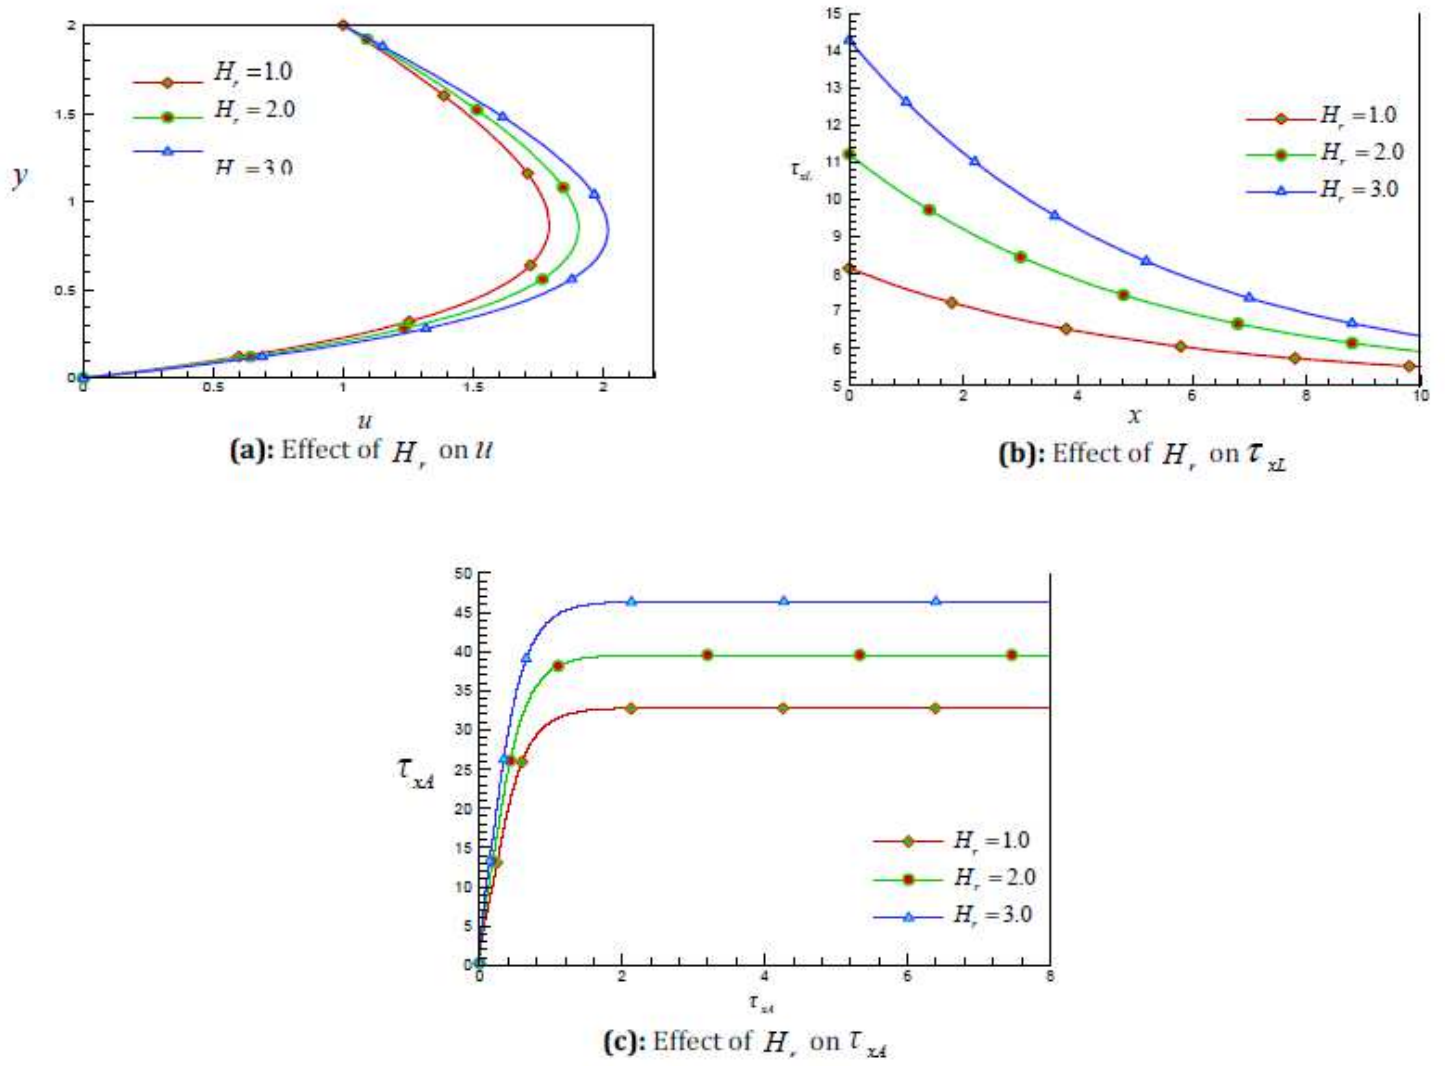 2
1.5
y
1
0.5
0
0 0.5 1 1.5 2
u
H_r = 1.0
H_r = 2.0
H = 3.0
(a): Effect of H_r on u
15
14
13
12
11
τ_xL
10
9
8
7
6
5
0 2 4 6 8 10
x
H_r = 1.0
H_r = 2.0
H_r = 3.0
(b): Effect of H_r on τ_xL
50
45
40
35
30
25
τ_xA
20
15
10
5
0
0 2 4 6 8
τ_xA
H_r = 1.0
H_r = 2.0
H_r = 3.0
(c): Effect of H_r on τ_xA